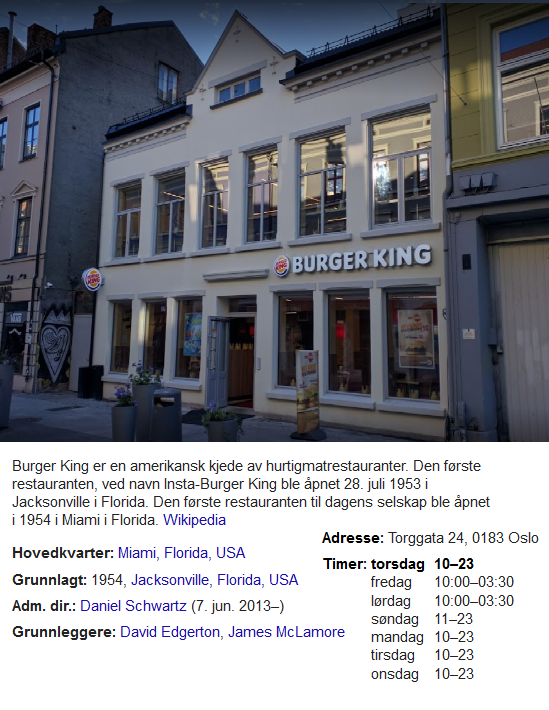 BURGER KING
BURGER KING
BURGER KING
Burger King er en amerikansk kjede av hurtigmatrestauranter. Den første
restauranten, ved navn Insta-Burger King ble åpnet 28. juli 1953 i
Jacksonville i Florida. Den første restauranten til dagens selskap ble åpnet
i 1954 i Miami i Florida. Wikipedia
Hovedkvarter: Miami, Florida, USA
Grunnlagt: 1954, Jacksonville, Florida, USA
Adm. dir.: Daniel Schwartz (7. jun. 2013–)
Grunnleggere: David Edgerton, James McLamore
Adresse: Torggata 24, 0183 Oslo
Timer: torsdag 10–23
fredag 10:00–03:30
lørdag 10:00–03:30
søndag 11–23
mandag 10–23
tirsdag 10–23
onsdag 10–23